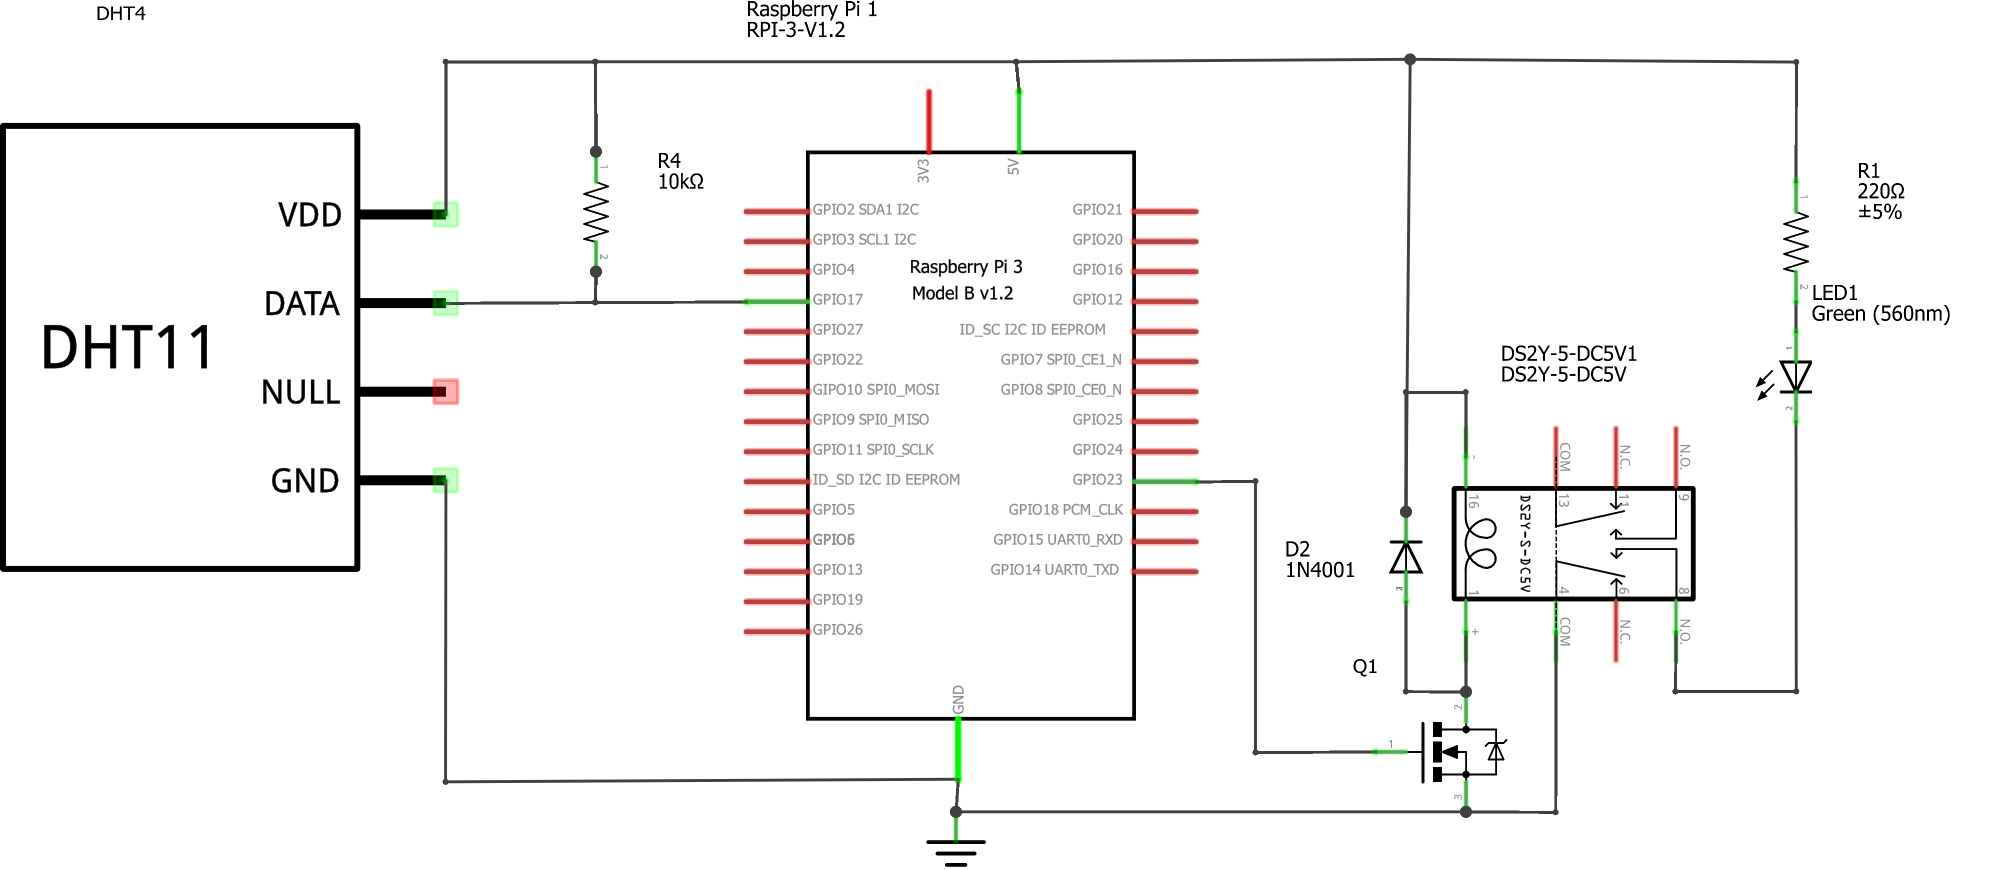 DHT4
Raspberry Pi 1
RPI-3-V1.2
DHT11
VDD
DATA
NULL
GND
R4
10kΩ
1
2
3V3
5V
Raspberry Pi 3
Model B v1.2
GPIO2 SDA1 I2C
GPIO3 SCL1 I2C
GPIO4
GPIO17
GPIO27
GPIO22
GIPO10 SPI0_MOSI
GPIO9 SPI0_MISO
GPIO11 SPI0_SCLK
ID_SD I2C ID EEPROM
GPIO5
GPIO6
GPIO13
GPIO19
GPIO26
GPIO21
GPIO20
GPIO16
GPIO12
ID_SC I2C ID EEPROM
GPIO7 SPI0_CE1_N
GPIO8 SPI0_CE0_N
GPIO25
GPIO24
GPIO23
GPIO18 PCM_CLK
GPIO15 UART0_RXD
GPIO14 UART0_TXD
GND
R1
220Ω
±5%
1
2
LED1
Green (560nm)
1
2
DS2Y-5-DC5V1
DS2Y-5-DC5V
-
COM
N.C.
N.O.
16
13
11
9
DS2Y-S-DC5V
1
4
6
8
+
COM
N.C.
N.O.
D2
1N4001
Q1
1
2
3